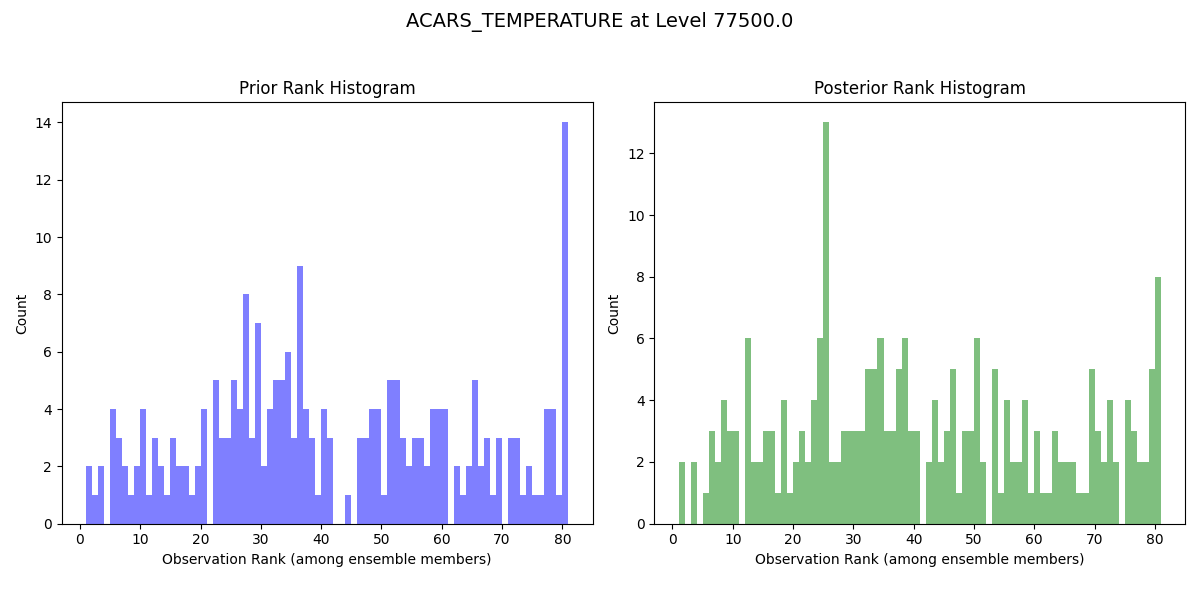 ACARS_TEMPERATURE at Level 77500.0
Prior Rank Histogram
Count
14
12
10
8
6
4
2
0
0 10 20 30 40 50 60 70 80
Observation Rank (among ensemble members)
Posterior Rank Histogram
Count
12
10
8
6
4
2
0
0 10 20 30 40 50 60 70 80
Observation Rank (among ensemble members)